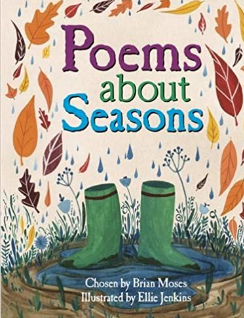 Poems
about
Seasons
Chosen by Brian Moses
Illustrated by Ellie Jenkins